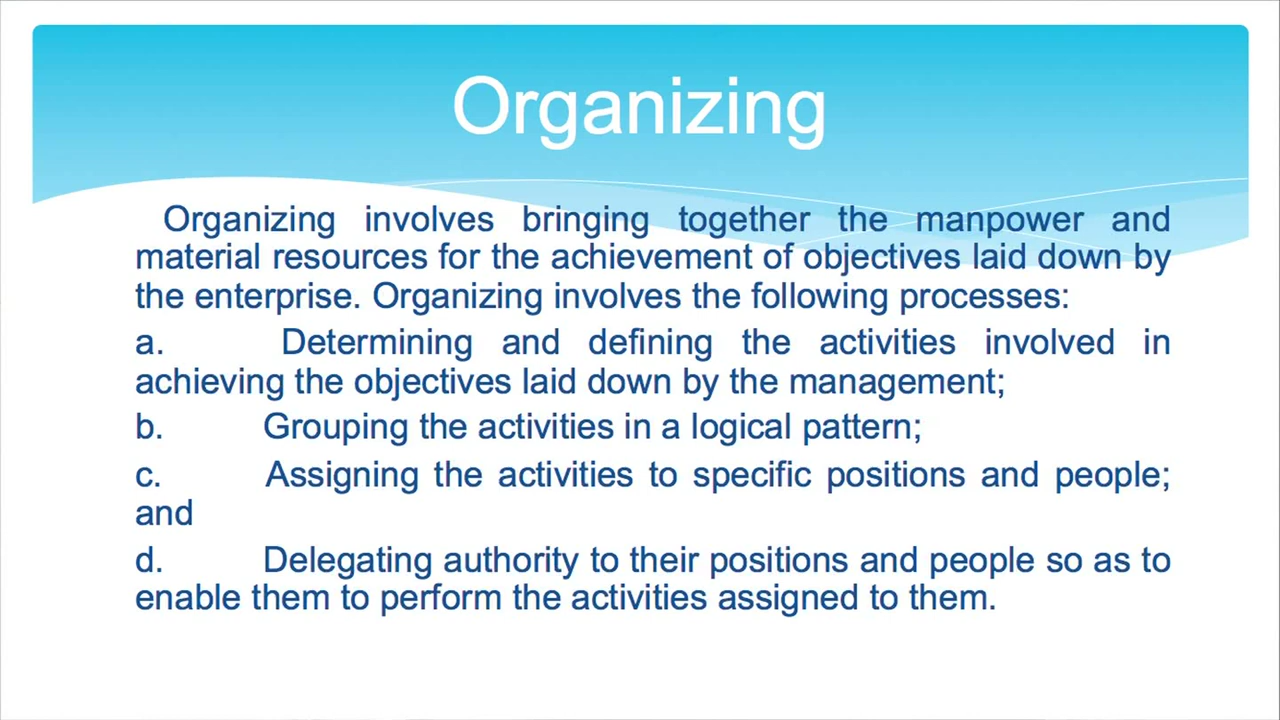 Organizing
Organizing involves bringing together the manpower and
material resources for the achievement of objectives laid down by
the enterprise. Organizing involves the following processes:
a. Determining and defining the activities involved in
achieving the objectives laid down by the management;
b. Grouping the activities in a logical pattern;
c. Assigning the activities to specific positions and people;
and
d. Delegating authority to their positions and people so as to
enable them to perform the activities assigned to them.